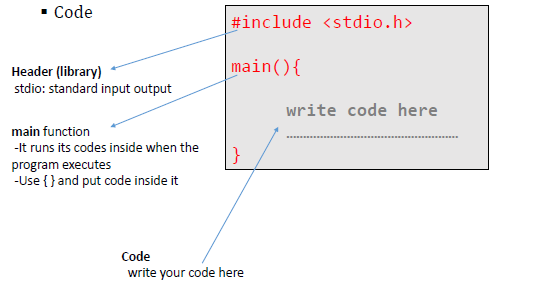 ▪ Code
#include <stdio.h>
main(){
write code here
}
Header (library)
stdio: standard input output
main function
-It runs its codes inside when the
program executes
-Use { } and put code inside it
Code
write your code here